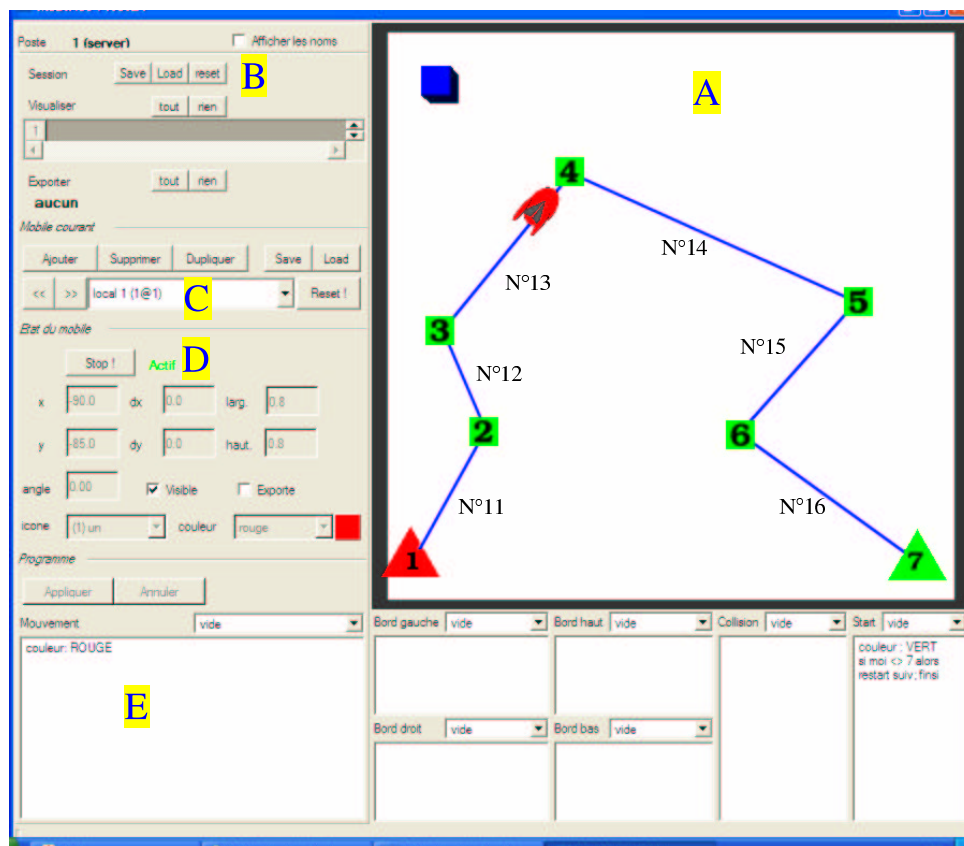 Poste 1 (server) Afficher les noms
Session Save Load reset B
Visualiser tout rien
1
Exporter tout rien
aucun
Mobile courant
Ajouter Supprimer Dupliquer Save Load
<< >> local 1 (1@1) C Reset !
Etat du mobile
Stop ! Actif D
x -90.0 dx 0.0 larg. 0.8
y -85.0 dy 0.0 haut. 0.8
angle 0.00 Visible Exporte
icone (1) un couleur rouge
Programme
Appliquer Annuler
Mouvement vide
couleur: ROUGE
E
A
4
N°14
N°13
5
3
N°15
N°12
2
6
N°11
N°16
1
7
Bord gauche vide
Bord haut vide
Collision vide
Start vide
couleur : VERT
si moi <> 7 alors
restart suiv; finsi
Bord droit vide
Bord bas vide